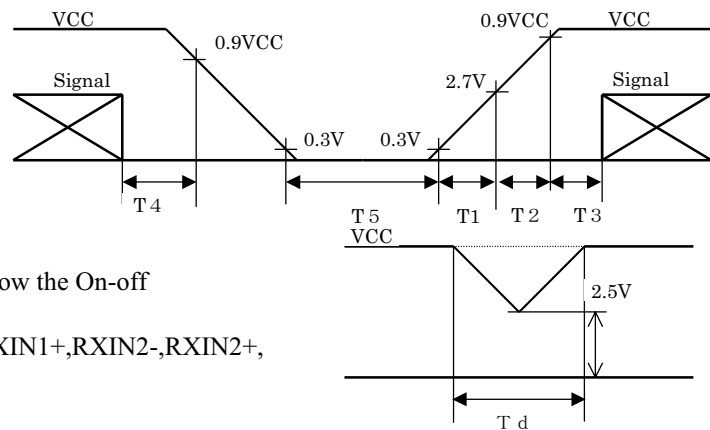 VCC
VCC
0.9VCC
0.9VCC
Signal
2.7V
Signal
0.3V
0.3V
T4
T5
T1
T2
T3
VCC
ow the On-off
2.5V
XIN1+,RXIN2-,RXIN2+,
Td